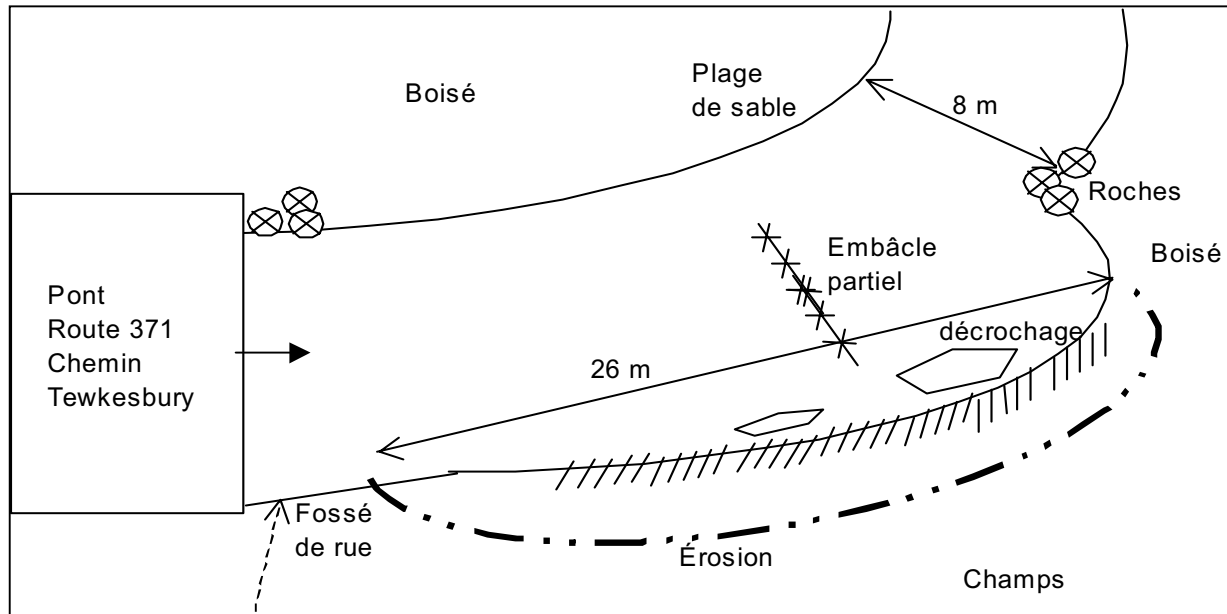 Boisé
Plage
de sable
8 m
Roches
Boisé
Embâcle
partiel
Pont
Route 371
Chemin
Tewkesbury
décrochage
26 m
Fossé
de rue
Érosion
Champs